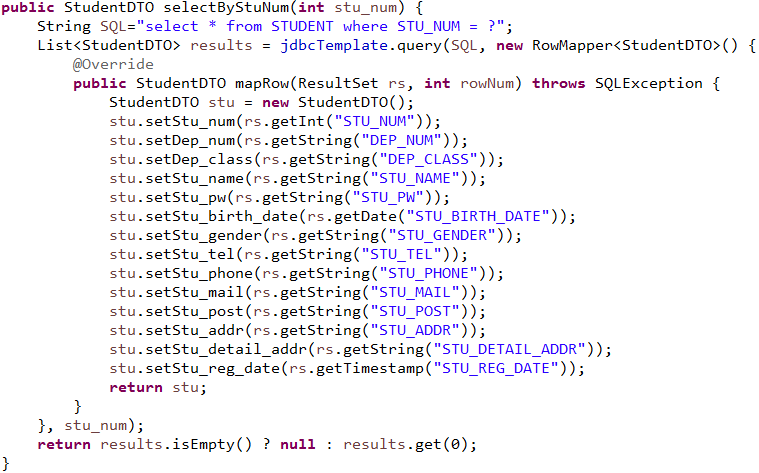 public StudentDTO selectByStuNum(int stu_num) {
    String SQL="select * from STUDENT where STU_NUM = ?";
    List<StudentDTO> results = jdbcTemplate.query(SQL, new RowMapper<StudentDTO>() {
        @Override
        public StudentDTO mapRow(ResultSet rs, int rowNum) throws SQLException {
            StudentDTO stu = new StudentDTO();
            stu.setStu_num(rs.getInt("STU_NUM"));
            stu.setDep_num(rs.getString("DEP_NUM"));
            stu.setDep_class(rs.getString("DEP_CLASS"));
            stu.setStu_name(rs.getString("STU_NAME"));
            stu.setStu_pw(rs.getString("STU_PW"));
            stu.setStu_birth_date(rs.getDate("STU_BIRTH_DATE"));
            stu.setStu_gender(rs.getString("STU_GENDER"));
            stu.setStu_tel(rs.getString("STU_TEL"));
            stu.setStu_phone(rs.getString("STU_PHONE"));
            stu.setStu_mail(rs.getString("STU_MAIL"));
            stu.setStu_post(rs.getString("STU_POST"));
            stu.setStu_addr(rs.getString("STU_ADDR"));
            stu.setStu_detail_addr(rs.getString("STU_DETAIL_ADDR"));
            stu.setStu_reg_date(rs.getTimestamp("STU_REG_DATE"));
            return stu;
        }
    }, stu_num);
    return results.isEmpty() ? null : results.get(0);
}